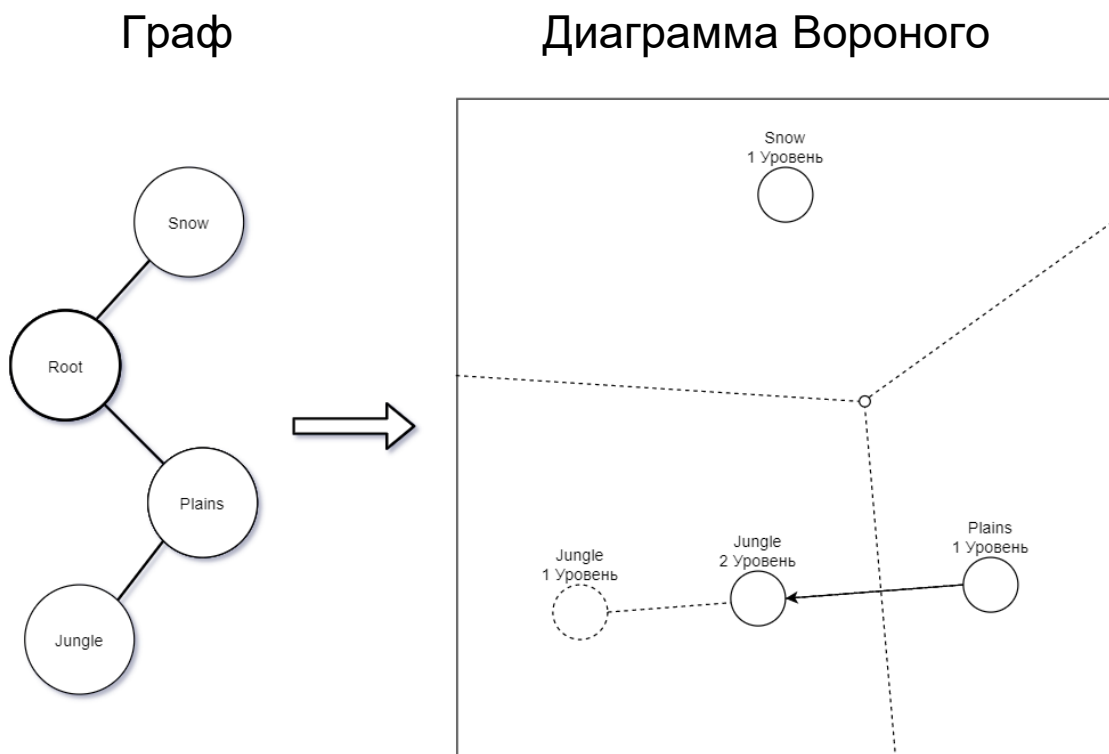 Граф
Диаграмма Вороного
Snow
Root
Plains
Jungle
Snow
1 Уровень
Jungle
1 Уровень
Jungle
2 Уровень
Plains
1 Уровень